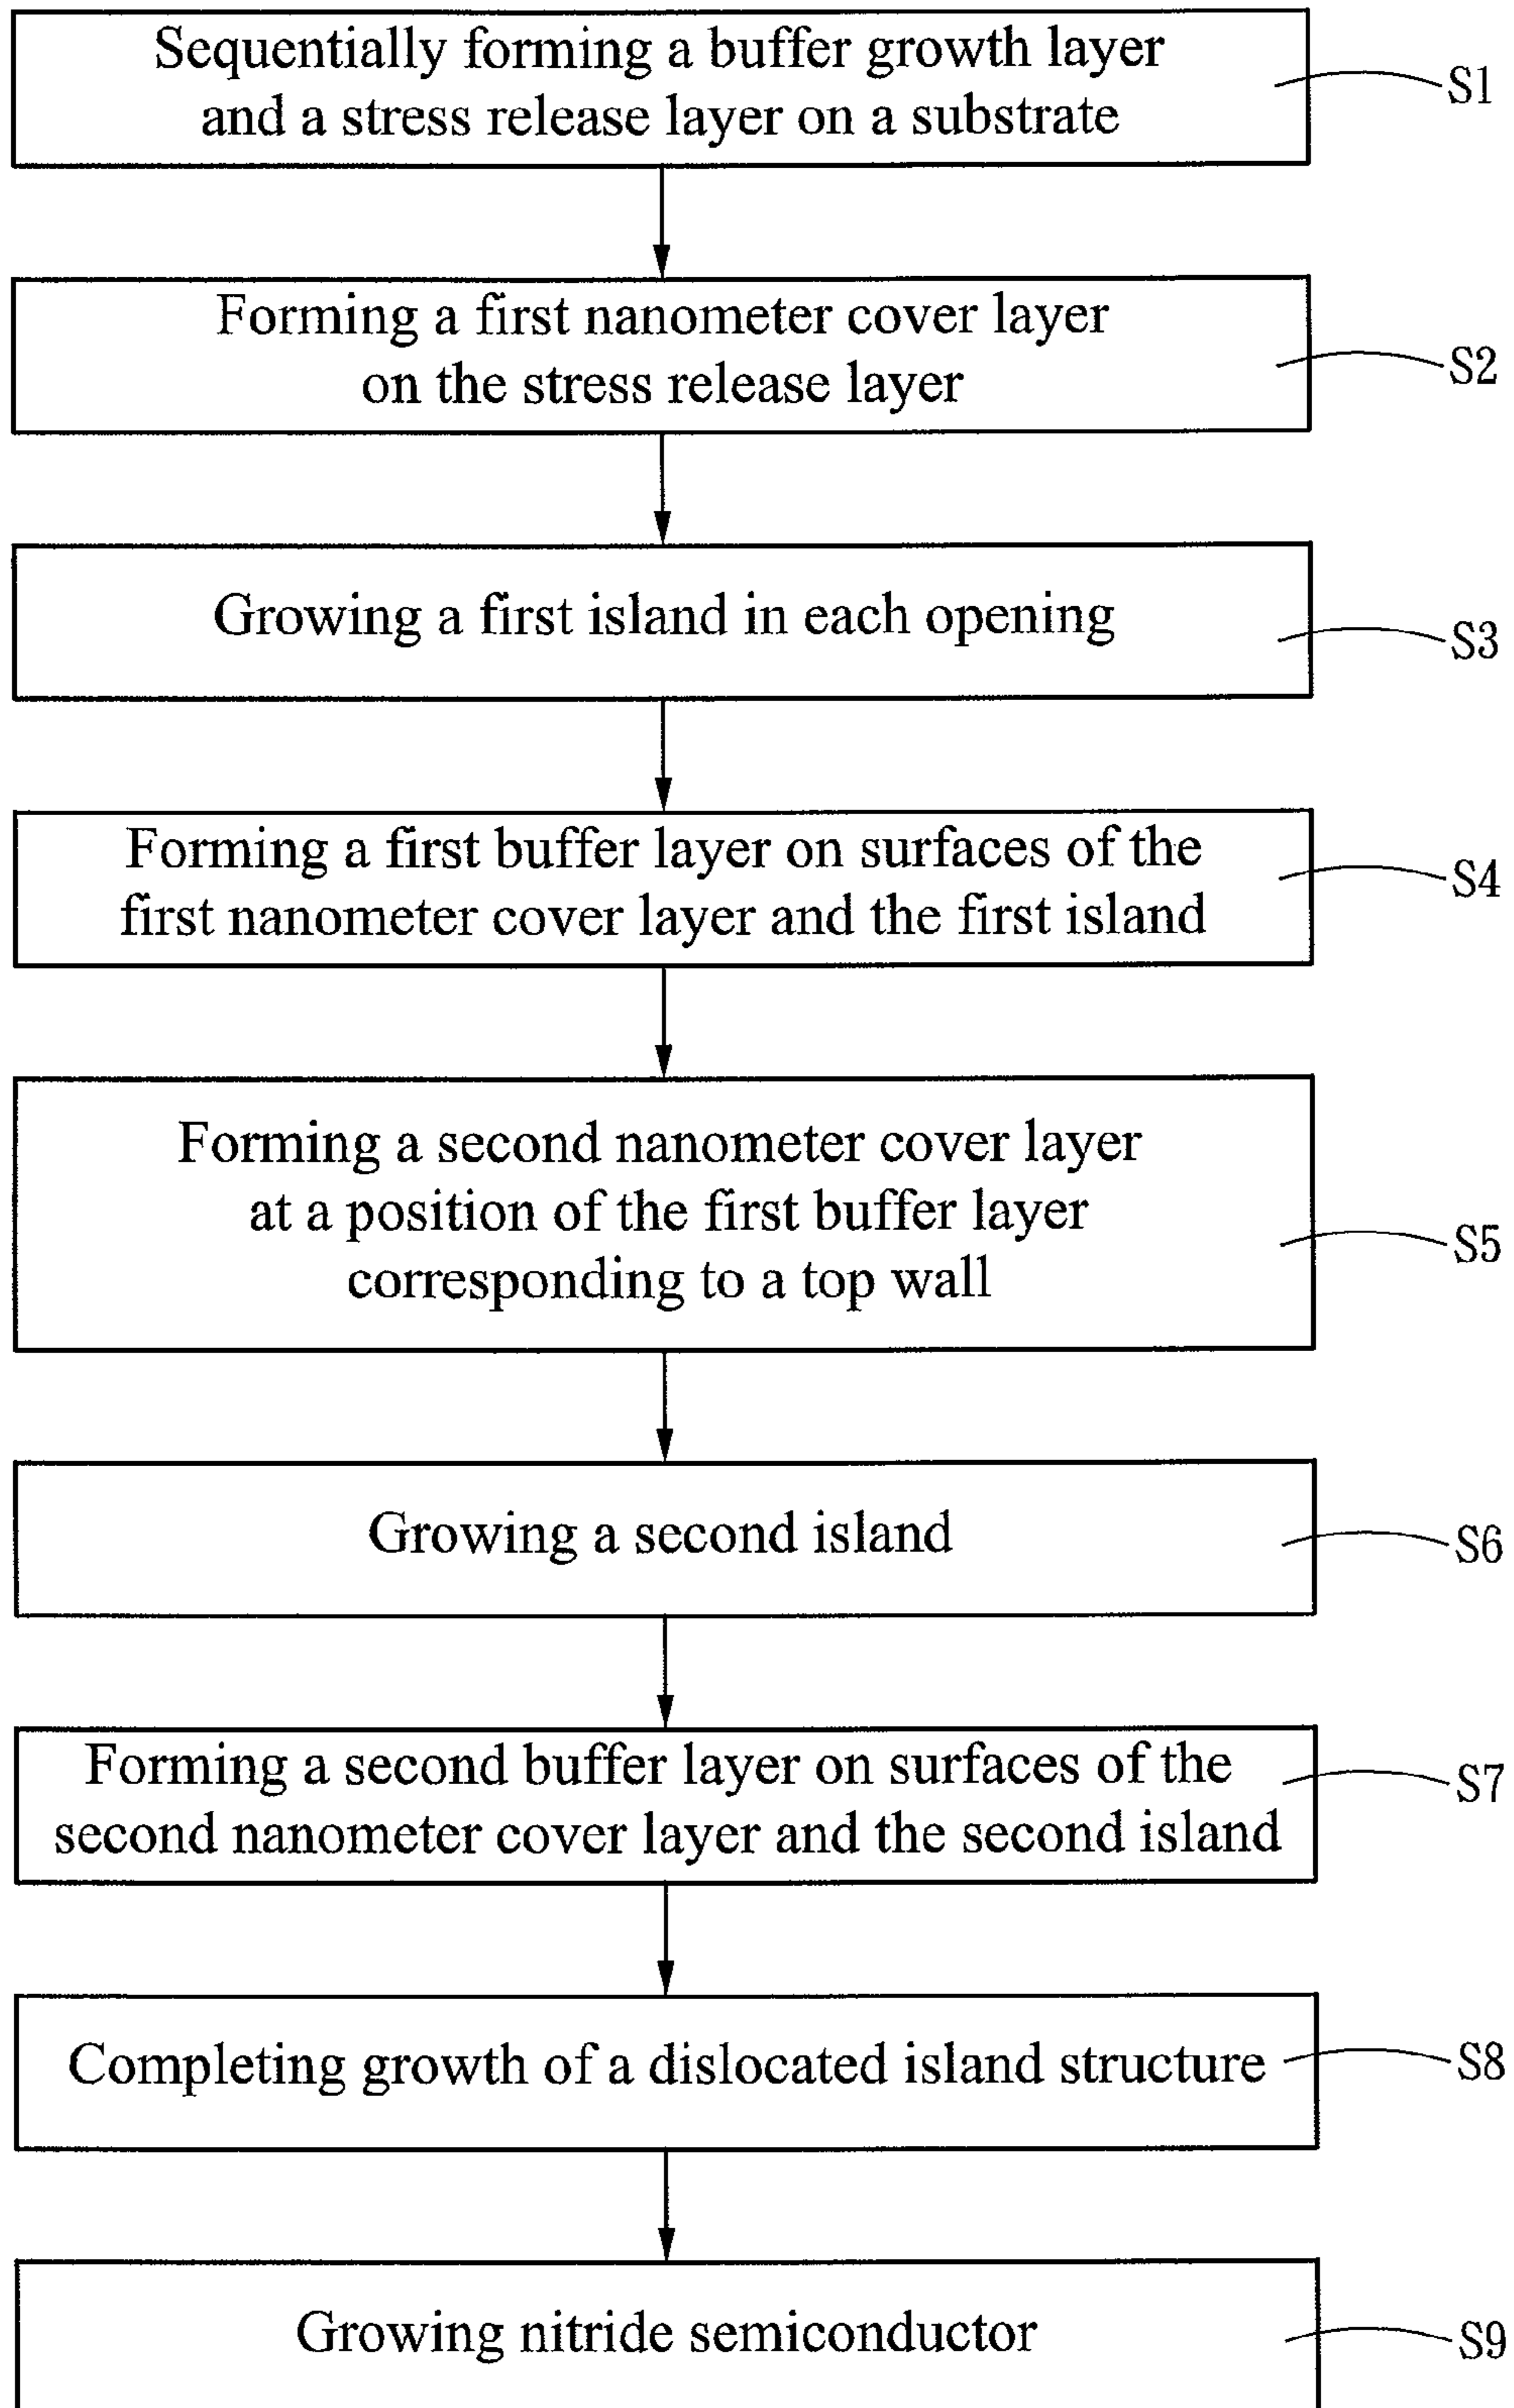 Sequentially forming a buffer growth layer
and a stress release layer on a substrate
S1
Forming a first nanometer cover layer
on the stress release layer
S2
Growing a first island in each opening
S3
Forming a first buffer layer on surfaces of the
first nanometer cover layer and the first island
S4
Forming a second nanometer cover layer
at a position of the first buffer layer
corresponding to a top wall
S5
Growing a second island
S6
Forming a second buffer layer on surfaces of the
second nanometer cover layer and the second island
S7
Completing growth of a dislocated island structure
S8
Growing nitride semiconductor
S9